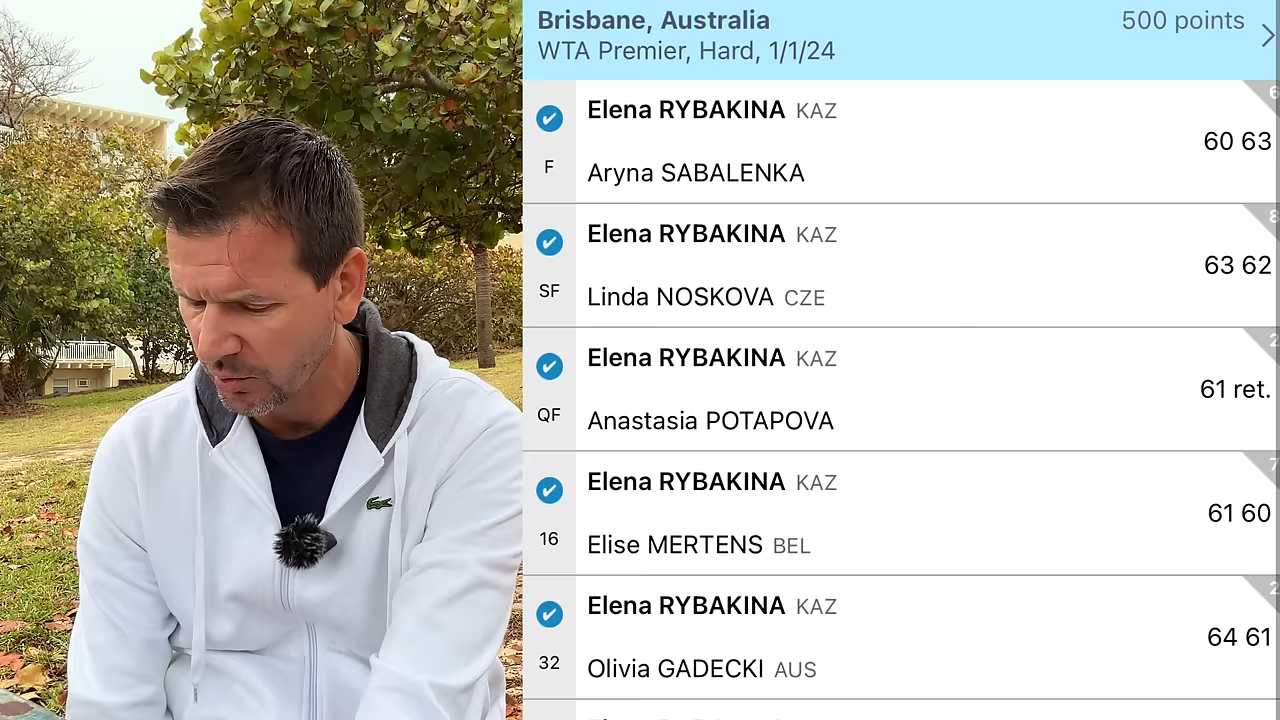 Brisbane, Australia
500 points
WTA Premier, Hard, 1/1/24
Elena RYBAKINA KAZ
60 63
F
Aryna SABALENKA
Elena RYBAKINA KAZ
63 62
SF
Linda NOSKOVA CZE
Elena RYBAKINA KAZ
61 ret.
QF
Anastasia POTAPOVA
Elena RYBAKINA KAZ
61 60
16
Elise MERTENS BEL
Elena RYBAKINA KAZ
64 61
32
Olivia GADECKI AUS